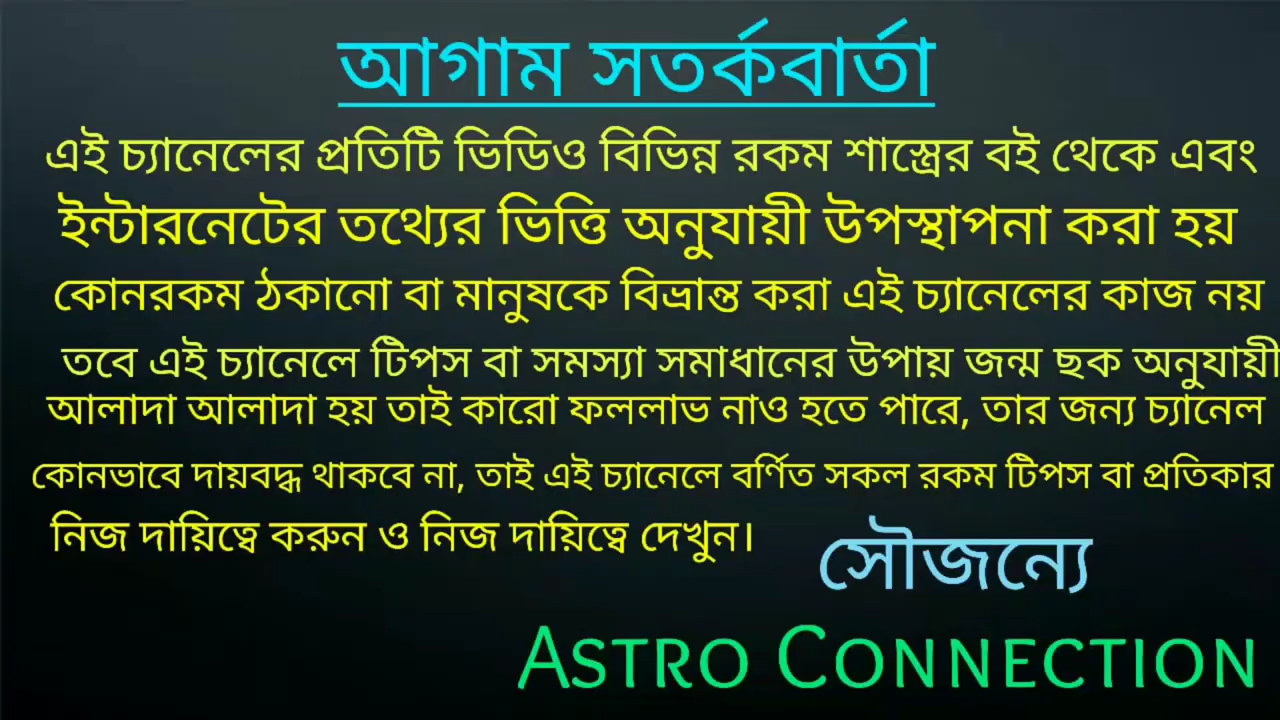 আগাম সতর্কবার্তা
এই চ্যানেলের প্রতিটি ভিডিও বিভিন্ন রকম শাস্ত্রের বই থেকে এবং
ইন্টারনেটের তথ্যের ভিত্তি অনুযায়ী উপস্থাপনা করা হয়
কোনরকম ঠকানো বা মানুষকে বিভ্রান্ত করা এই চ্যানেলের কাজ নয়
তবে এই চ্যানেলে টিপস বা সমস্যা সমাধানের উপায় জন্ম ছক অনুযায়ী
আলাদা আলাদা হয় তাই কারো ফললাভ নাও হতে পারে, তার জন্য চ্যানেল
কোনভাবে দায়বদ্ধ থাকবে না, তাই এই চ্যানেলে বর্ণিত সকল রকম টিপস বা প্রতিকার
নিজ দায়িত্বে করুন ও নিজ দায়িত্বে দেখুন।
সৌজন্যে
ASTRO CONNECTION